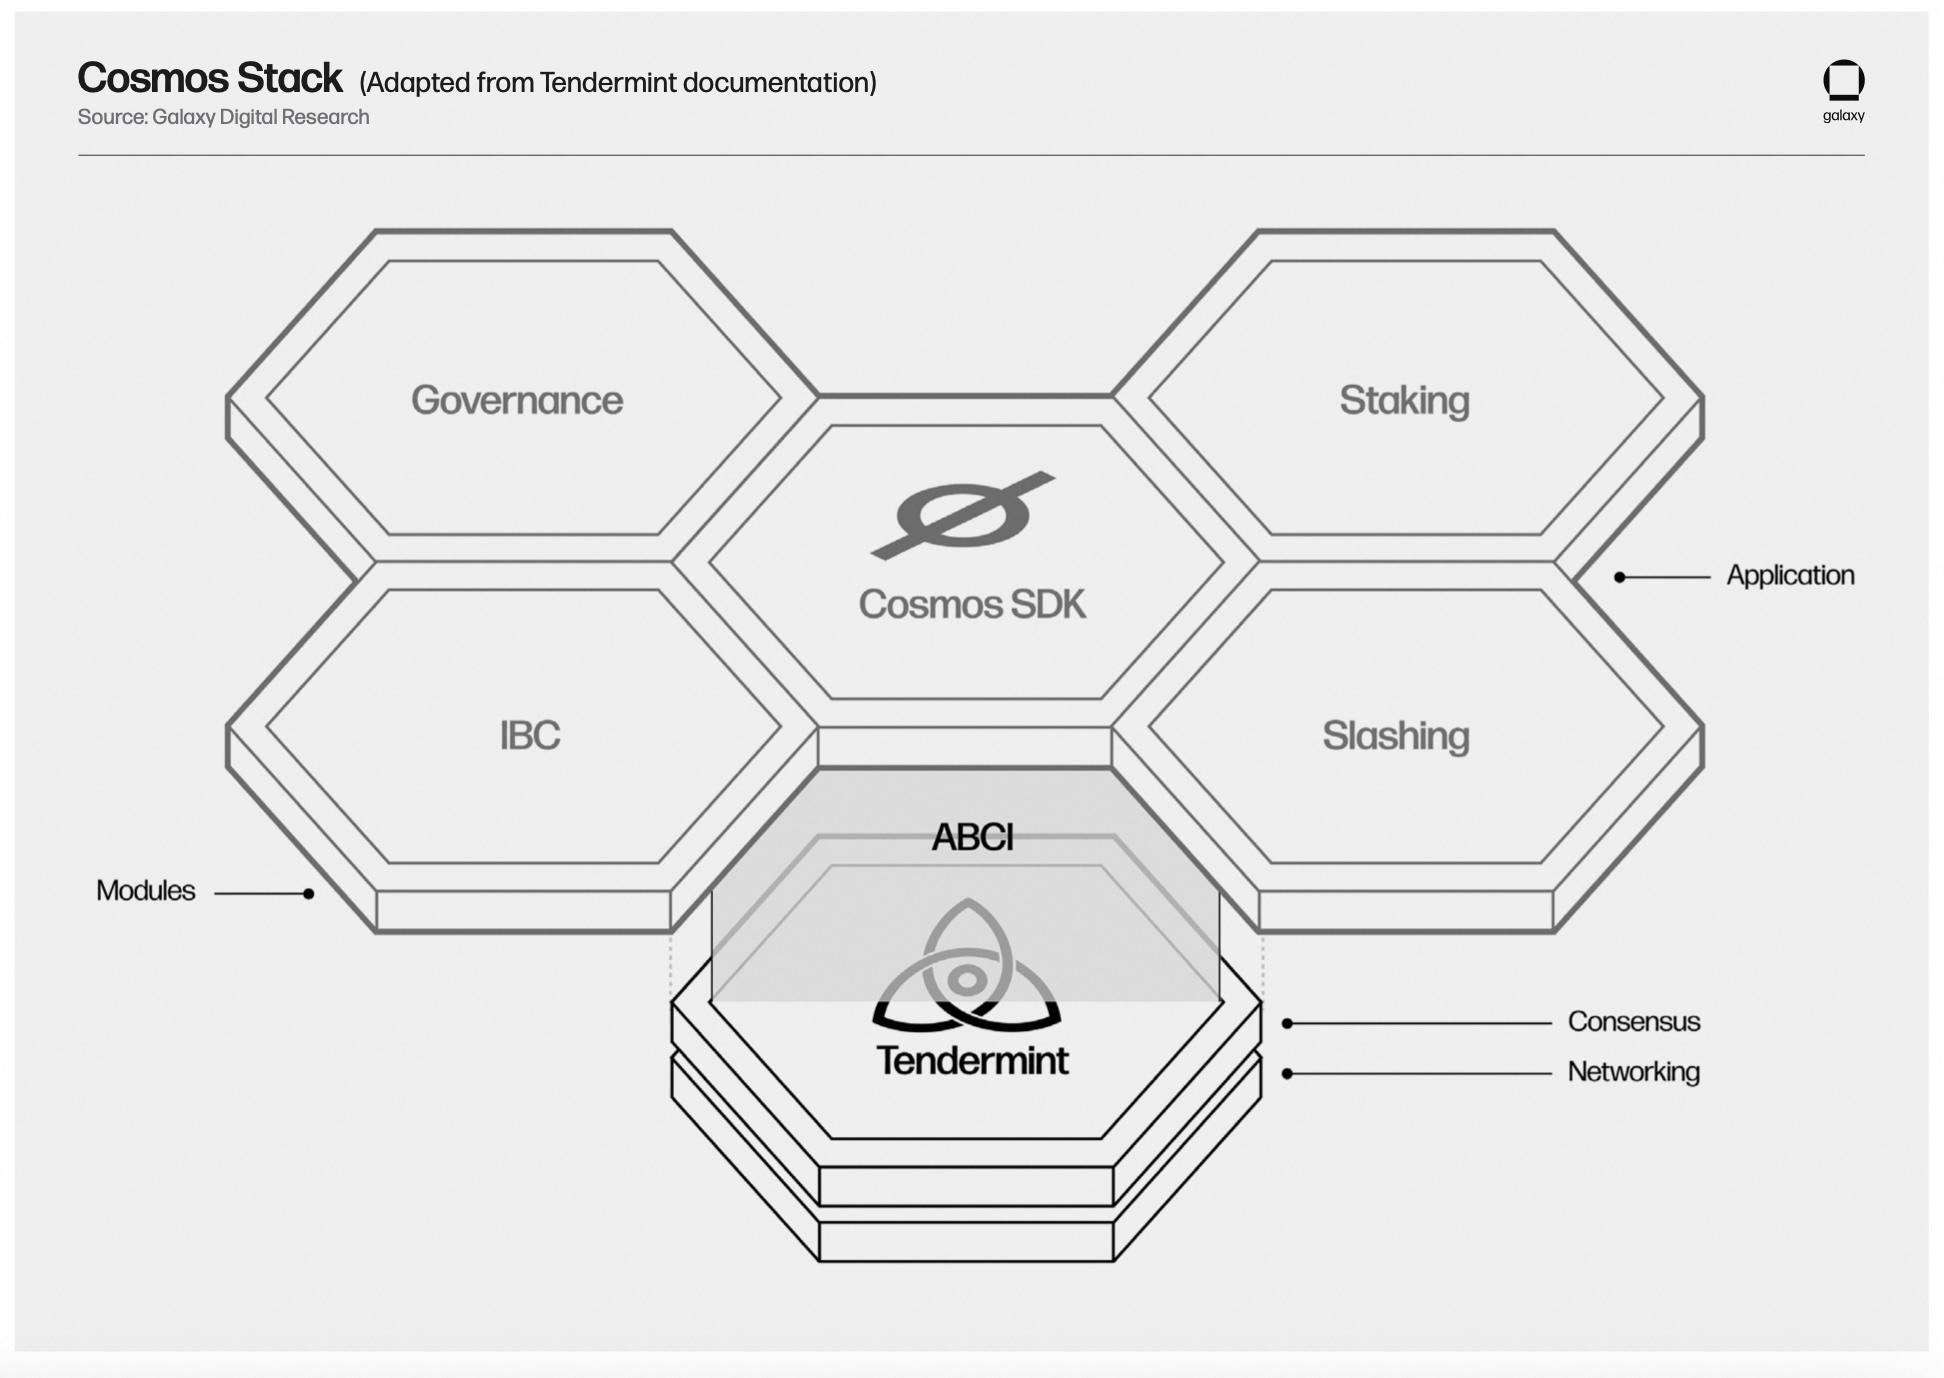 Cosmos Stack (Adapted from Tendermint documentation)
Source: Galaxy Digital Research
galaxy
Governance
Staking
Cosmos SDK
Application
IBC
Slashing
ABCI
Modules
Tendermint
Consensus
Networking